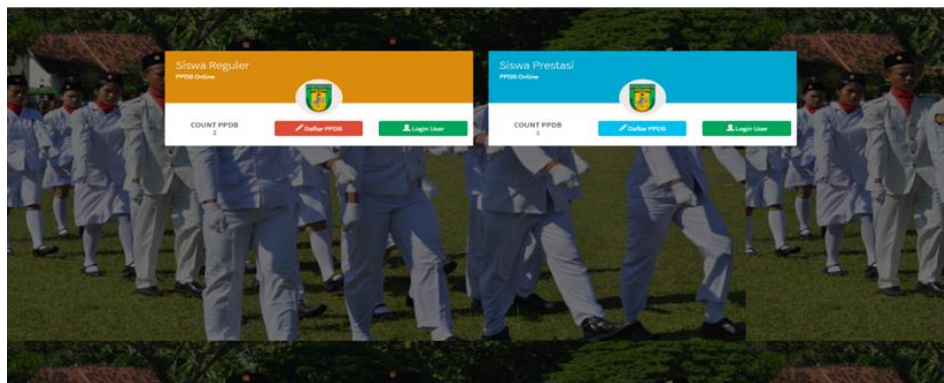 Siswa Reguler
PPDB Online
COUNT PPDB
2
Daftar PPDB
Login User
Siswa Prestasi
PPDB Online
COUNT PPDB
1
Daftar PPDB
Login User